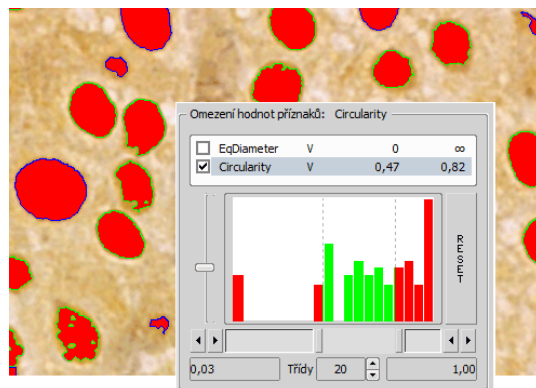 Omezení hodnot příznaků: Circularity
EqDiameter V 0 ∞
Circularity V 0,47 0,82
RESET
0,03 Třídy 20 1,00